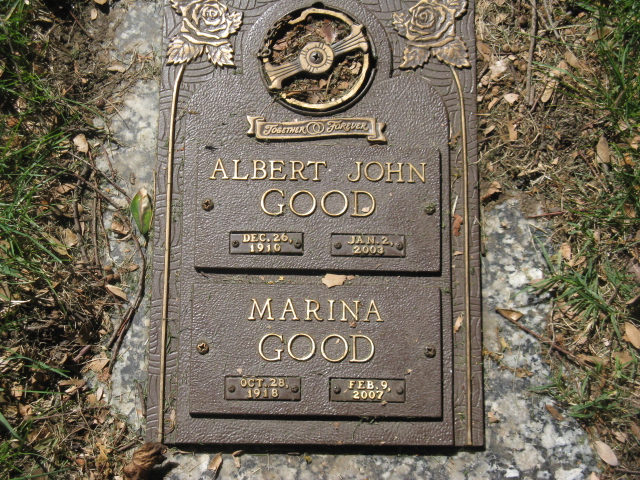 TOGETHER FOREVER
ALBERT JOHN
GOOD
DEC. 26,
1910
JAN. 2,
2003
MARINA
GOOD
OCT. 28,
1918
FEB. 9,
2007